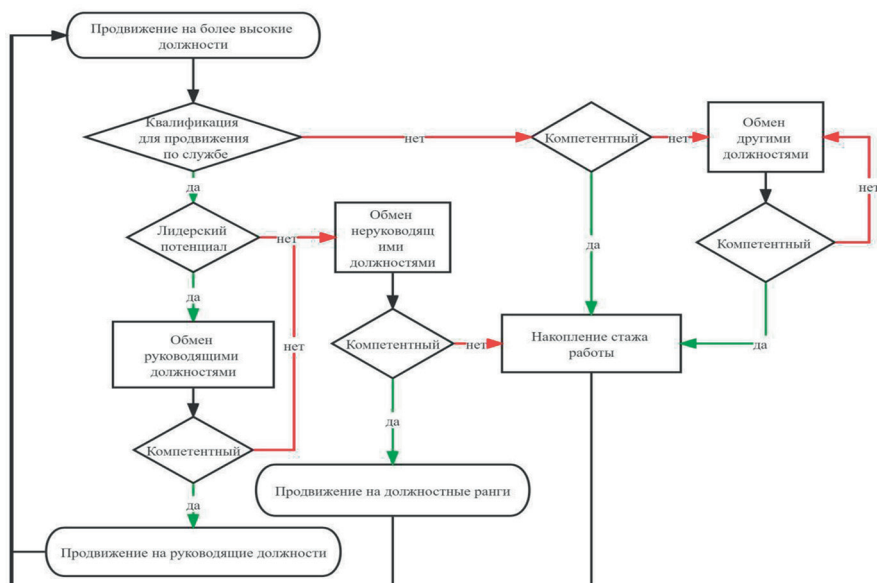 Продвижение на более высокие
должности
Квалификация
для продвижения
по службе
нет
Компетентный
нет
Обмен
другими
должностями
нет
да
Лидерский
потенциал
нет
Обмен
неруководящ
ими
должностями
да
Компетентный
да
Обмен
руководящими
должностями
нет
Компетентный
нет
Накопление стажа
работы
да
да
Компетентный
да
Продвижение на должностные ранги
Продвижение на руководящие должности